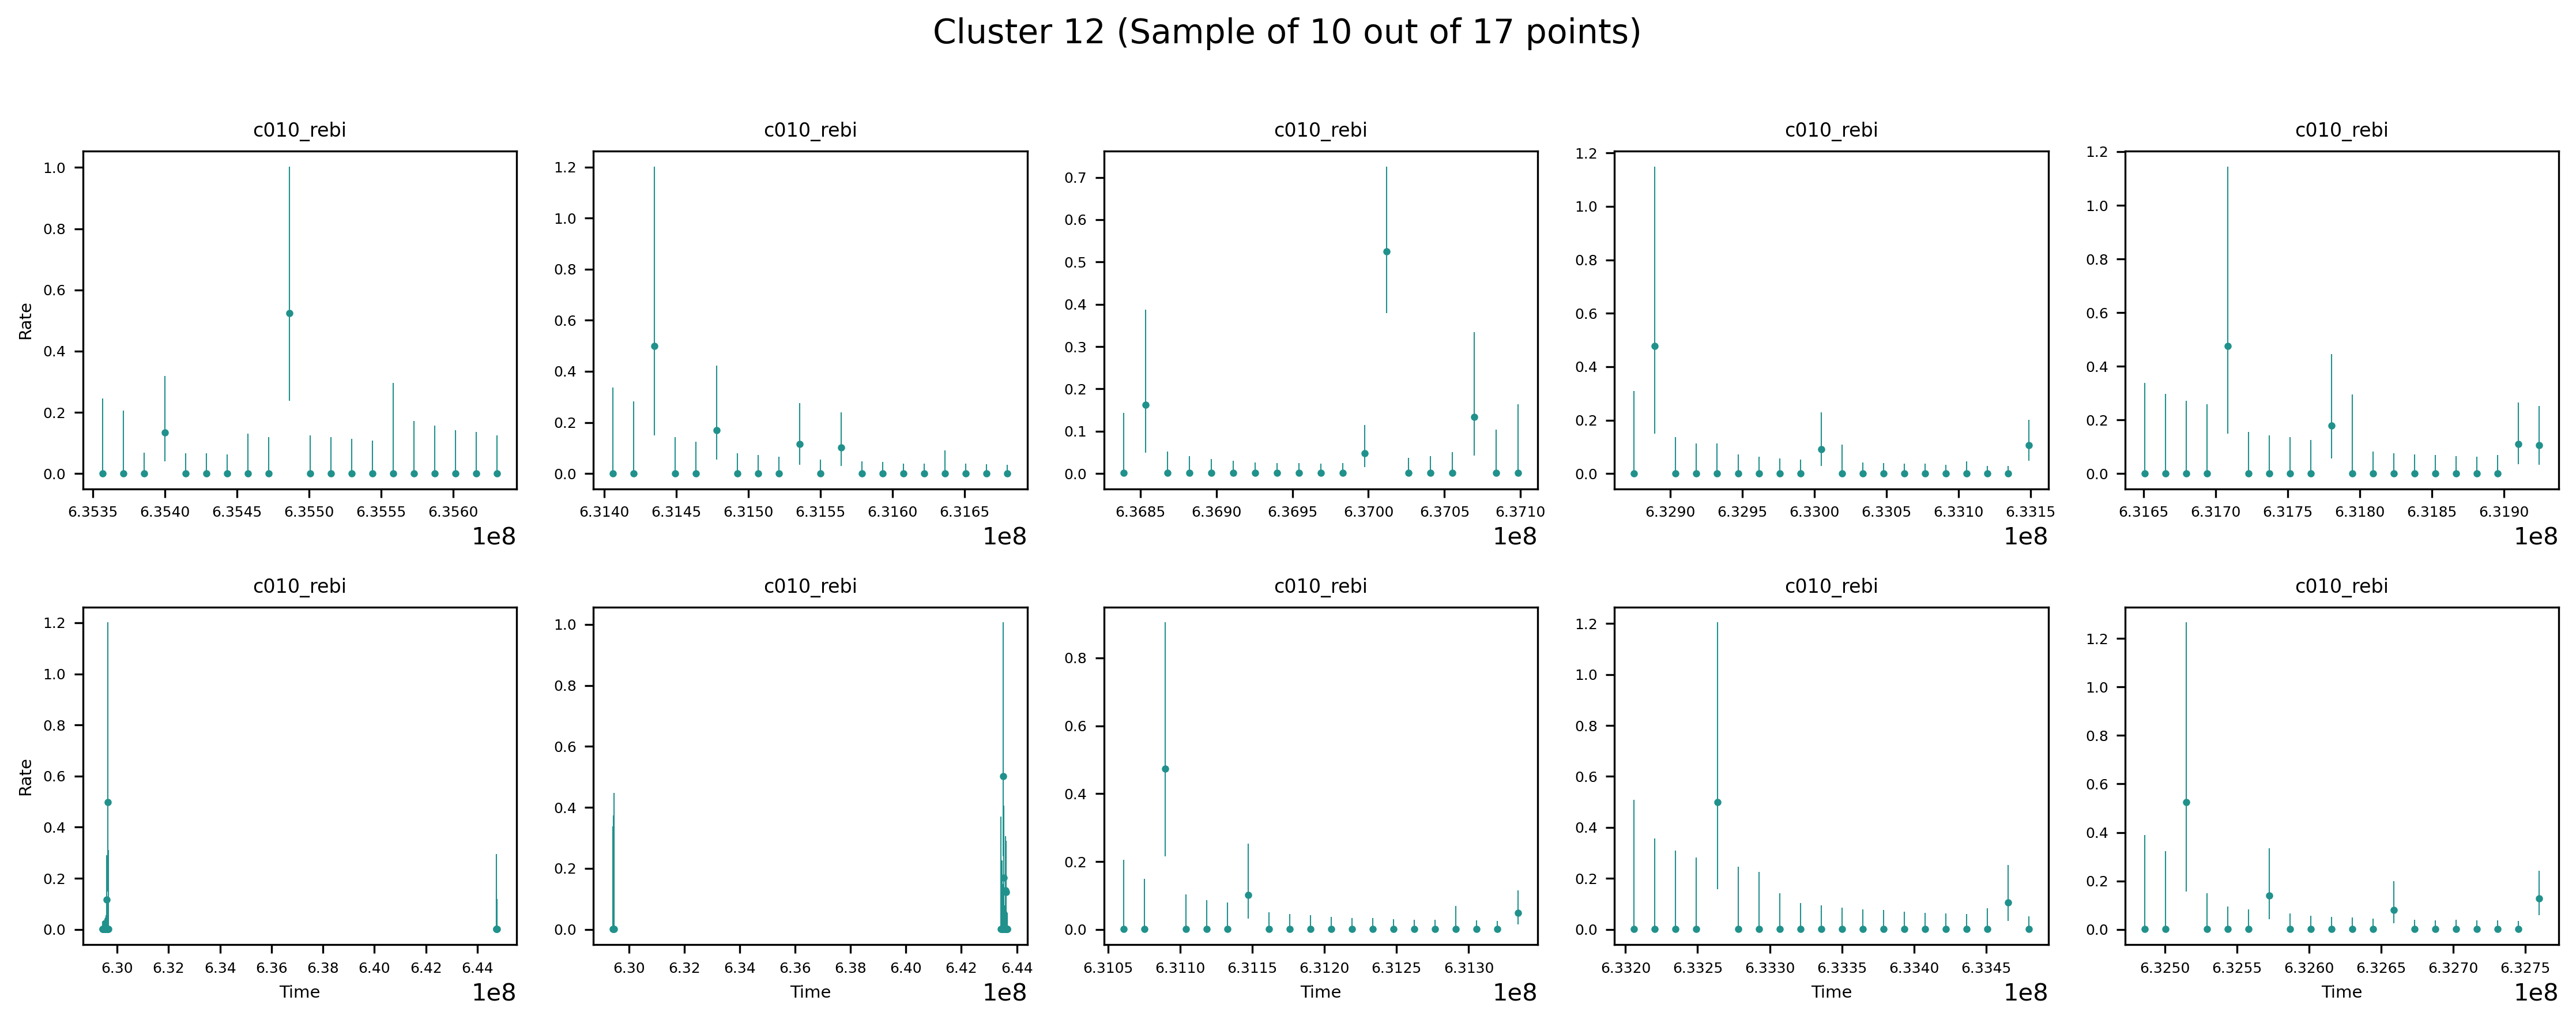 Cluster 12 (Sample of 10 out of 17 points)
c010_rebi c010_rebi c010_rebi c010_rebi c010_rebi
1.0 0.8 0.6 0.4 0.2 0.0
Rate
6.3535 6.3540 6.3545 6.3550 6.3555 6.3560
1e8
1.2 1.0 0.8 0.6 0.4 0.2 0.0
6.3140 6.3145 6.3150 6.3155 6.3160 6.3165
1e8
0.7 0.6 0.5 0.4 0.3 0.2 0.1 0.0
6.3685 6.3690 6.3695 6.3700 6.3705 6.3710
1e8
1.2 1.0 0.8 0.6 0.4 0.2 0.0
6.3290 6.3295 6.3300 6.3305 6.3310 6.3315
1e8
1.2 1.0 0.8 0.6 0.4 0.2 0.0
6.3165 6.3170 6.3175 6.3180 6.3185 6.3190
1e8
c010_rebi c010_rebi c010_rebi c010_rebi c010_rebi
1.2 1.0 0.8 0.6 0.4 0.2 0.0
Rate
6.30 6.32 6.34 6.36 6.38 6.40 6.42 6.44
Time
1e8
1.0 0.8 0.6 0.4 0.2 0.0
6.30 6.32 6.34 6.36 6.38 6.40 6.42 6.44
Time
1e8
0.8 0.6 0.4 0.2 0.0
6.3105 6.3110 6.3115 6.3120 6.3125 6.3130
Time
1e8
1.2 1.0 0.8 0.6 0.4 0.2 0.0
6.3320 6.3325 6.3330 6.3335 6.3340 6.3345
Time
1e8
1.2 1.0 0.8 0.6 0.4 0.2 0.0
6.3250 6.3255 6.3260 6.3265 6.3270 6.3275
Time
1e8